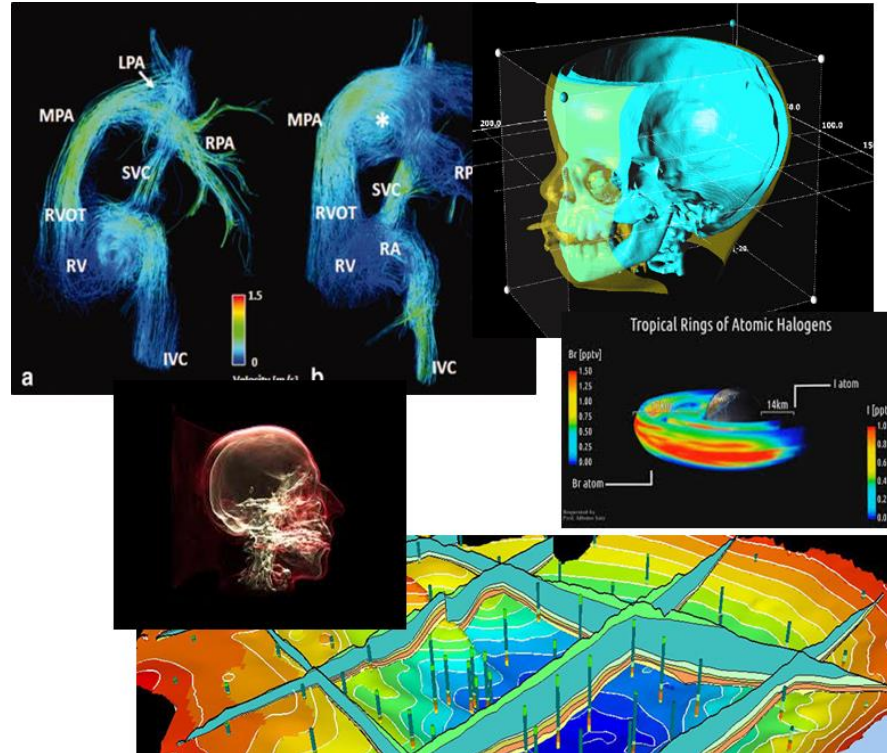 LPA
MPA
RPA
SVC
RVOT
RV
IVC
1.5
0
a
MPA
*
SVC
RVOT
RA
RV
IVC
b
200.0
100.0
Tropical Rings of Atomic Halogens
Br [pptv]
1.50
1.25
1.00
0.75
0.50
0.25
0.00
I atom
14km
Br atom